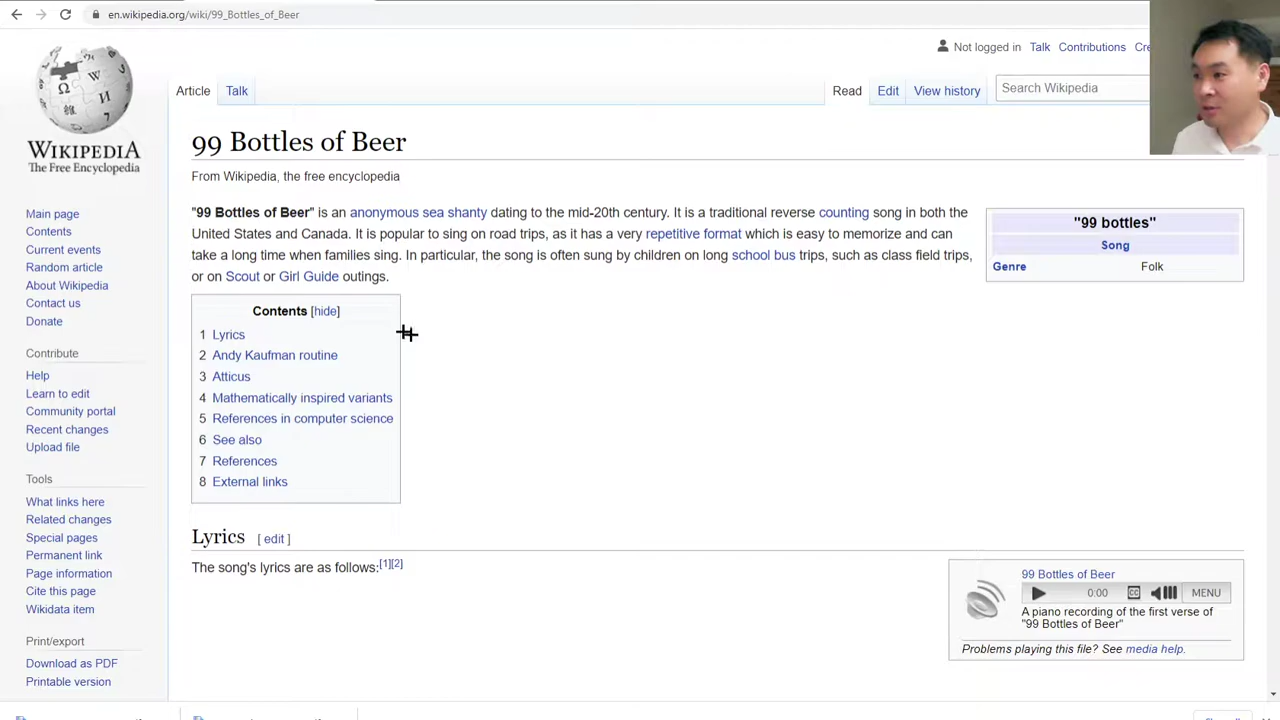 en.wikipedia.org/wiki/99_Bottles_of_Beer
Not logged in Talk Contributions
Article Talk Read Edit View history Search Wikipedia
WIKIPEDIA
The Free Encyclopedia
99 Bottles of Beer
From Wikipedia, the free encyclopedia
"99 Bottles of Beer" is an anonymous sea shanty dating to the mid-20th century. It is a traditional reverse counting song in both the
United States and Canada. It is popular to sing on road trips, as it has a very repetitive format which is easy to memorize and can
take a long time when families sing. In particular, the song is often sung by children on long school bus trips, such as class field trips,
or on Scout or Girl Guide outings.
"99 bottles"
Song
Genre Folk
Main page
Contents
Current events
Random article
About Wikipedia
Contact us
Donate
Contribute
Help
Learn to edit
Community portal
Recent changes
Upload file
Tools
What links here
Related changes
Special pages
Permanent link
Page information
Cite this page
Wikidata item
Print/export
Download as PDF
Printable version
Contents [hide]
1 Lyrics
2 Andy Kaufman routine
3 Atticus
4 Mathematically inspired variants
5 References in computer science
6 See also
7 References
8 External links
Lyrics [ edit ]
The song's lyrics are as follows:[1][2]
99 Bottles of Beer
0:00 MENU
A piano recording of the first verse of
"99 Bottles of Beer"
Problems playing this file? See media help.